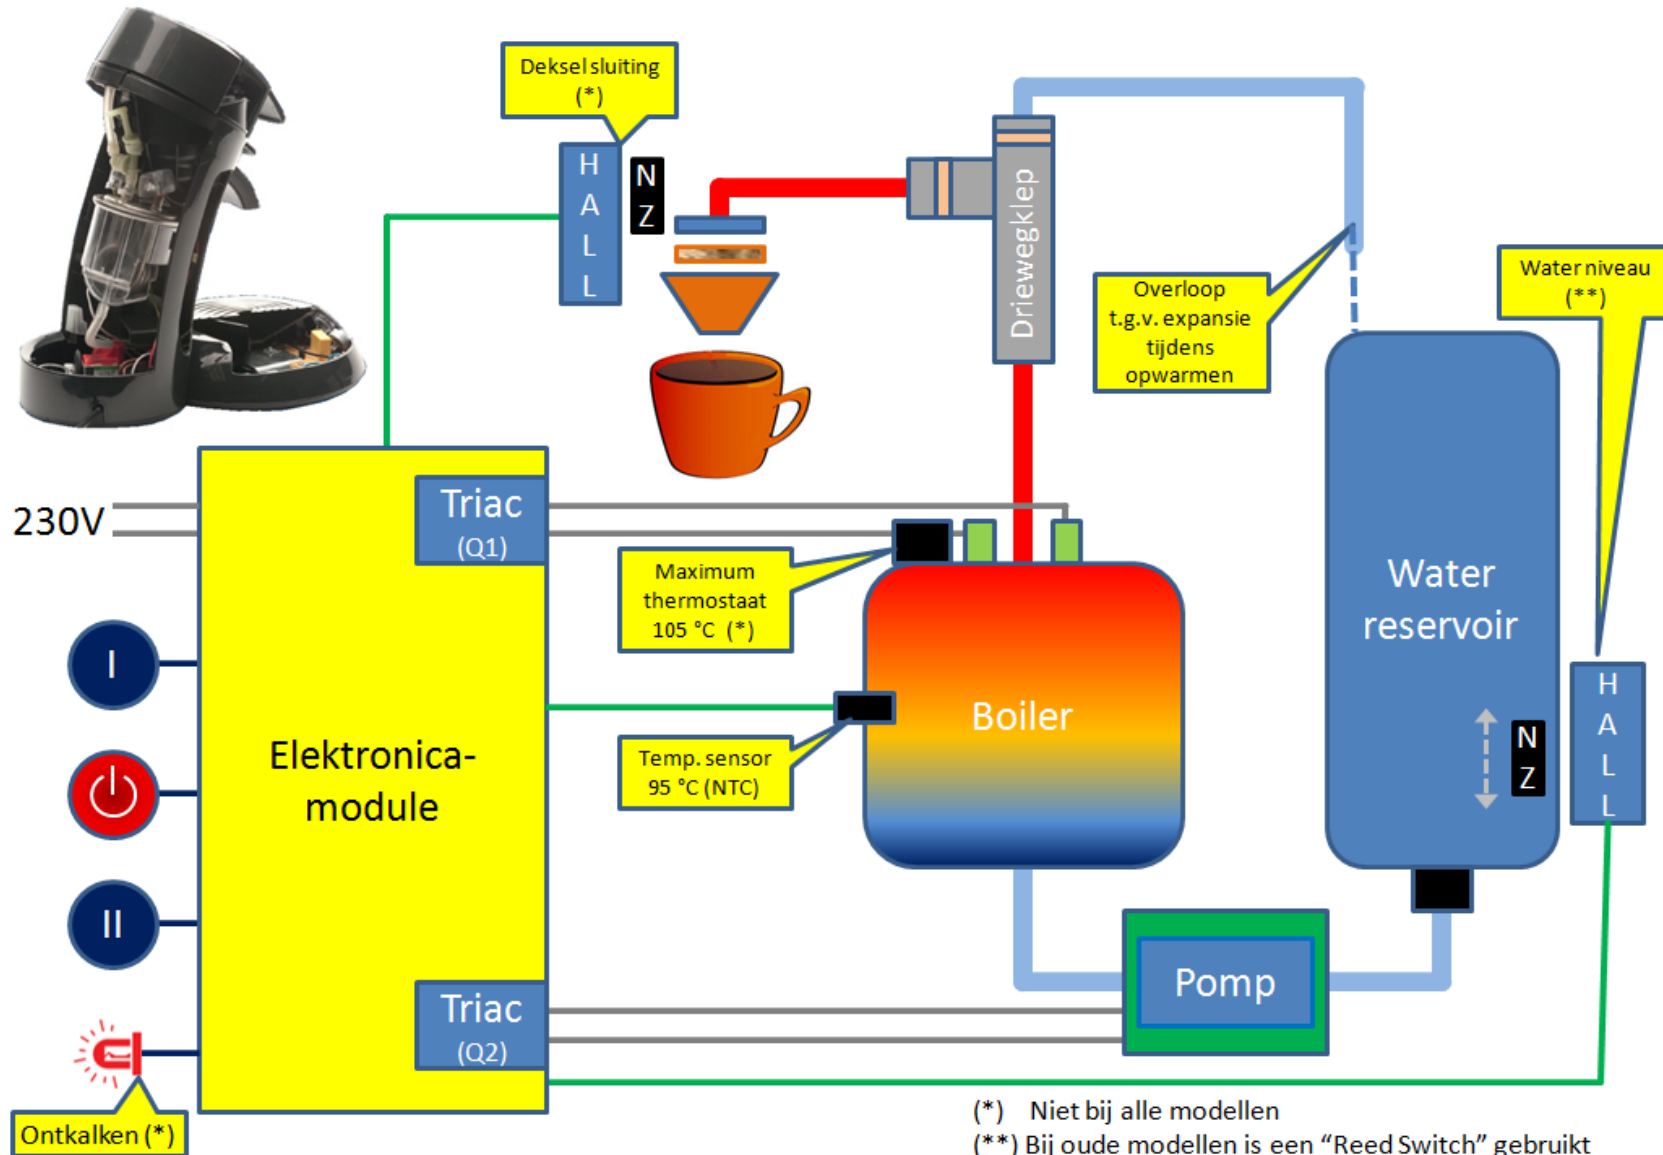 Deksel sluiting
(*)
H
A
L
L
N
Z
Driewegklep
Overloop
t.g.v. expansie
tijdens
opwarmen
Water niveau
(**)
230V
Triac
(Q1)
Maximum
thermostaat
105 °C (*)
Water
reservoir
I
Boiler
H
A
L
L
N
Z
Elektronica-
module
Temp. sensor
95 °C (NTC)
II
Pomp
Triac
(Q2)
Ontkalken (*)
(*) Niet bij alle modellen
(**) Bij oude modellen is een “Reed Switch” gebruikt